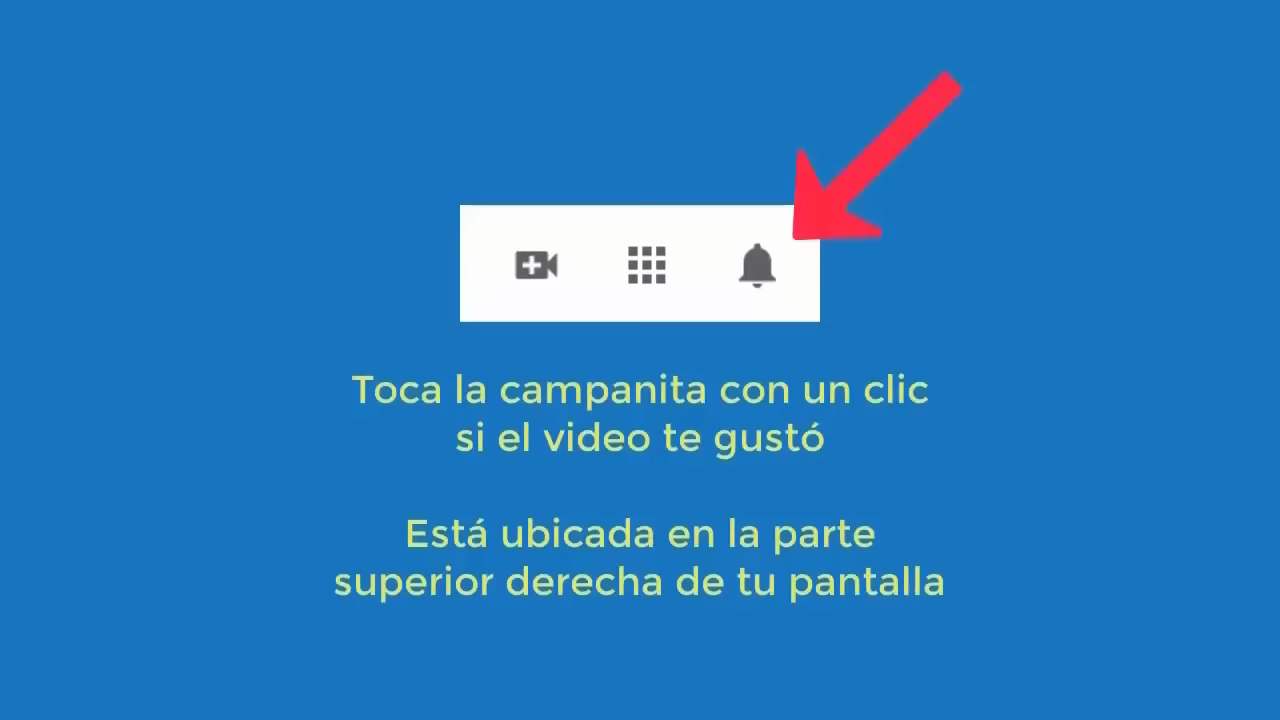 Toca la campanita con un clic
si el video te gustó
Está ubicada en la parte
superior derecha de tu pantalla